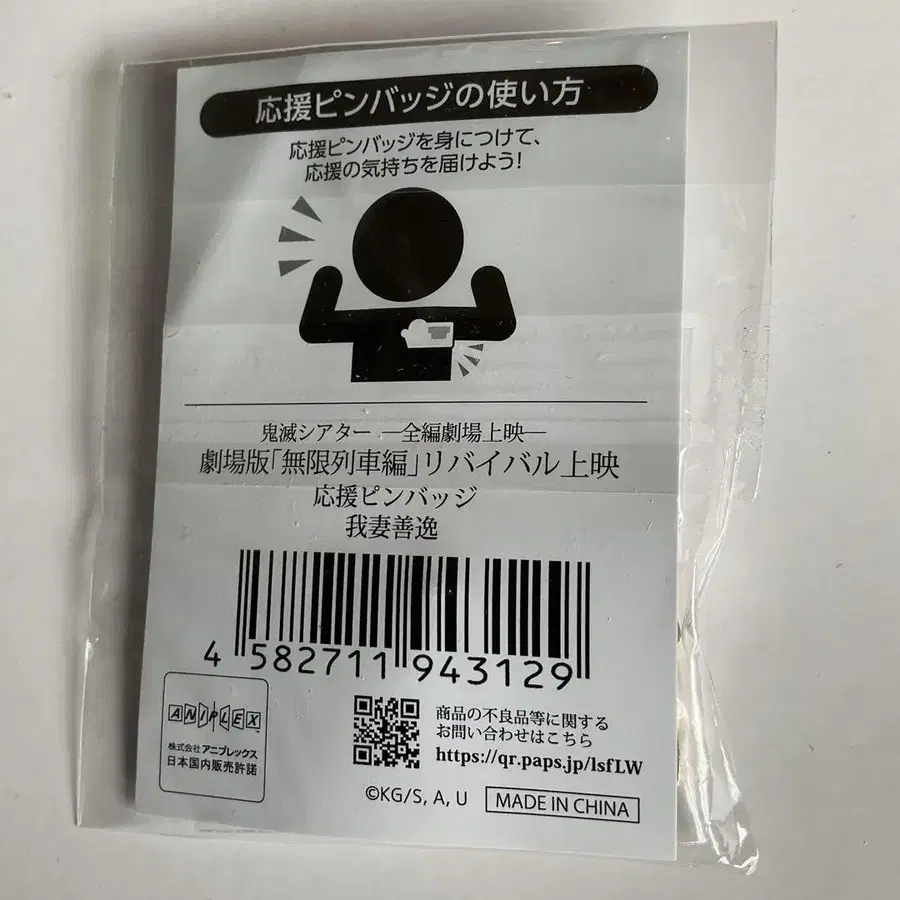 応援ピンバッジの使い方
応援ピンバッジを身につけて、
応援の気持ちを届けよう!
鬼滅シアター ―全編劇場上映―
劇場版「無限列車編」リバイバル上映
応援ピンバッジ
我妻善逸
4 582711 943129
ANIPLEX
株式会社 アニプレックス
日本国内販売許諾
商品の不良品等に関する
お問い合わせはこちら
https://qr.paps.jp/lsfLW
©KG/S, A, U
MADE IN CHINA